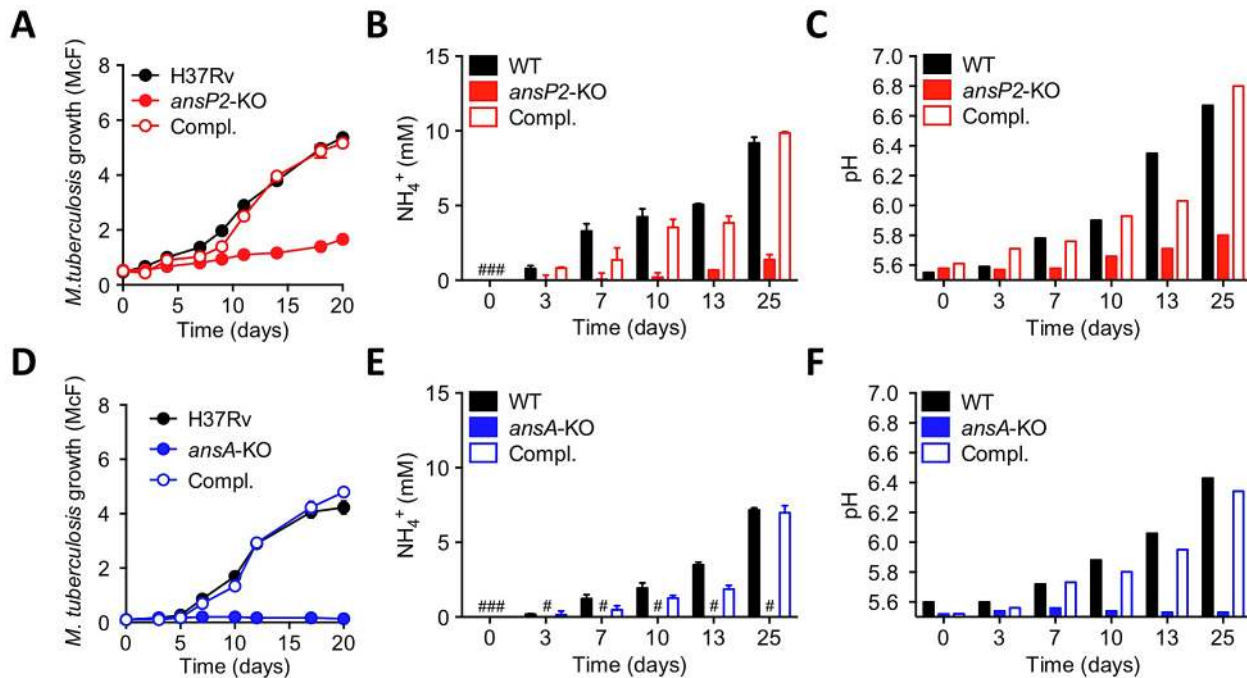 A
M.tuberculosis growth (McF)
8
6
4
2
0
H37Rv
ansP2-KO
Compl.
0 5 10 15 20
Time (days)
B
NH4+ (mM)
15
10
5
0
WT
ansP2-KO
Compl.
###
0 3 7 10 13 25
Time (days)
C
pH
7.0
6.8
6.6
6.4
6.2
6.0
5.8
5.6
WT
ansP2-KO
Compl.
0 3 7 10 13 25
Time (days)
D
M. tuberculosis growth (McF)
8
6
4
2
0
H37Rv
ansA-KO
Compl.
0 5 10 15 20
Time (days)
E
NH4+ (mM)
15
10
5
0
WT
ansA-KO
Compl.
### # # # # #
0 3 7 10 13 25
Time (days)
F
pH
7.0
6.8
6.6
6.4
6.2
6.0
5.8
5.6
WT
ansA-KO
Compl.
0 3 7 10 13 25
Time (days)